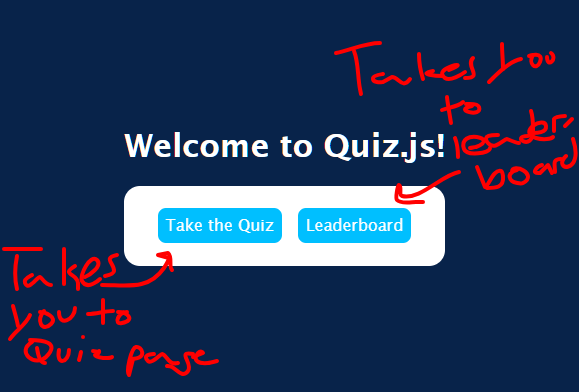 Takes you
to
leader
board
Welcome to Quiz.js!
Take the Quiz
Leaderboard
Takes
you to
Quiz page